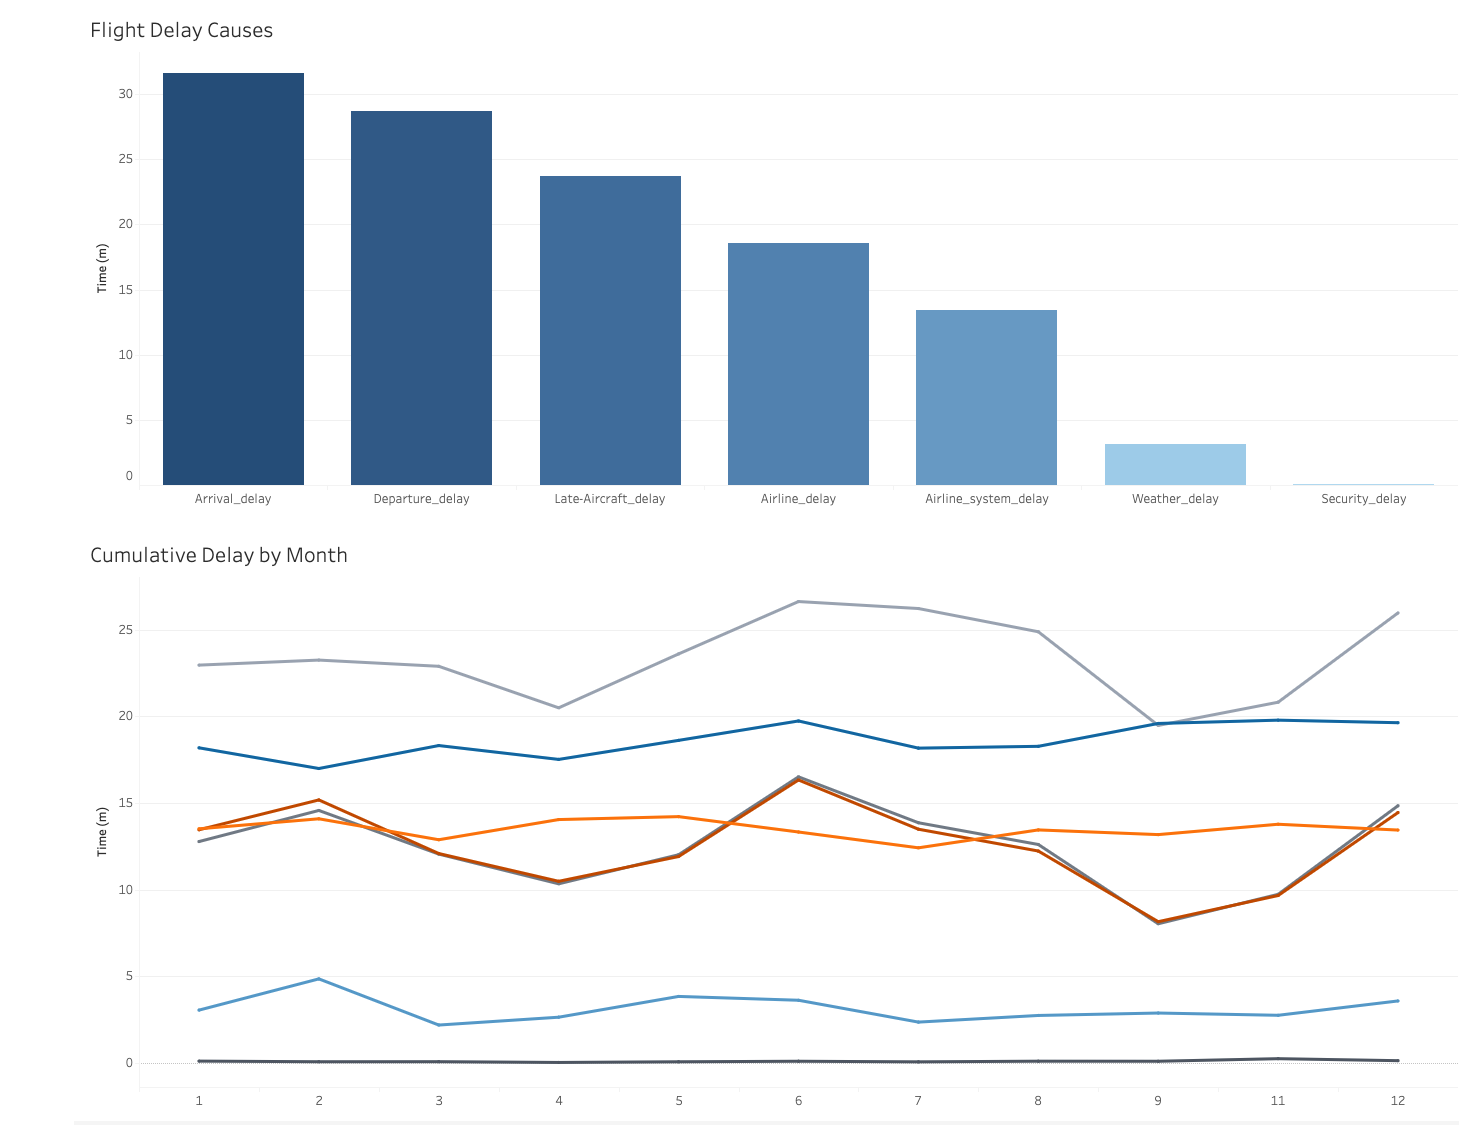 Flight Delay Causes
30
25
20
15
10
5
0
Time (m)
Arrival_delay Departure_delay Late-Aircraft_delay Airline_delay Airline_system_delay Weather_delay Security_delay
Cumulative Delay by Month
25
20
15
10
5
0
Time (m)
1 2 3 4 5 6 7 8 9 11 12